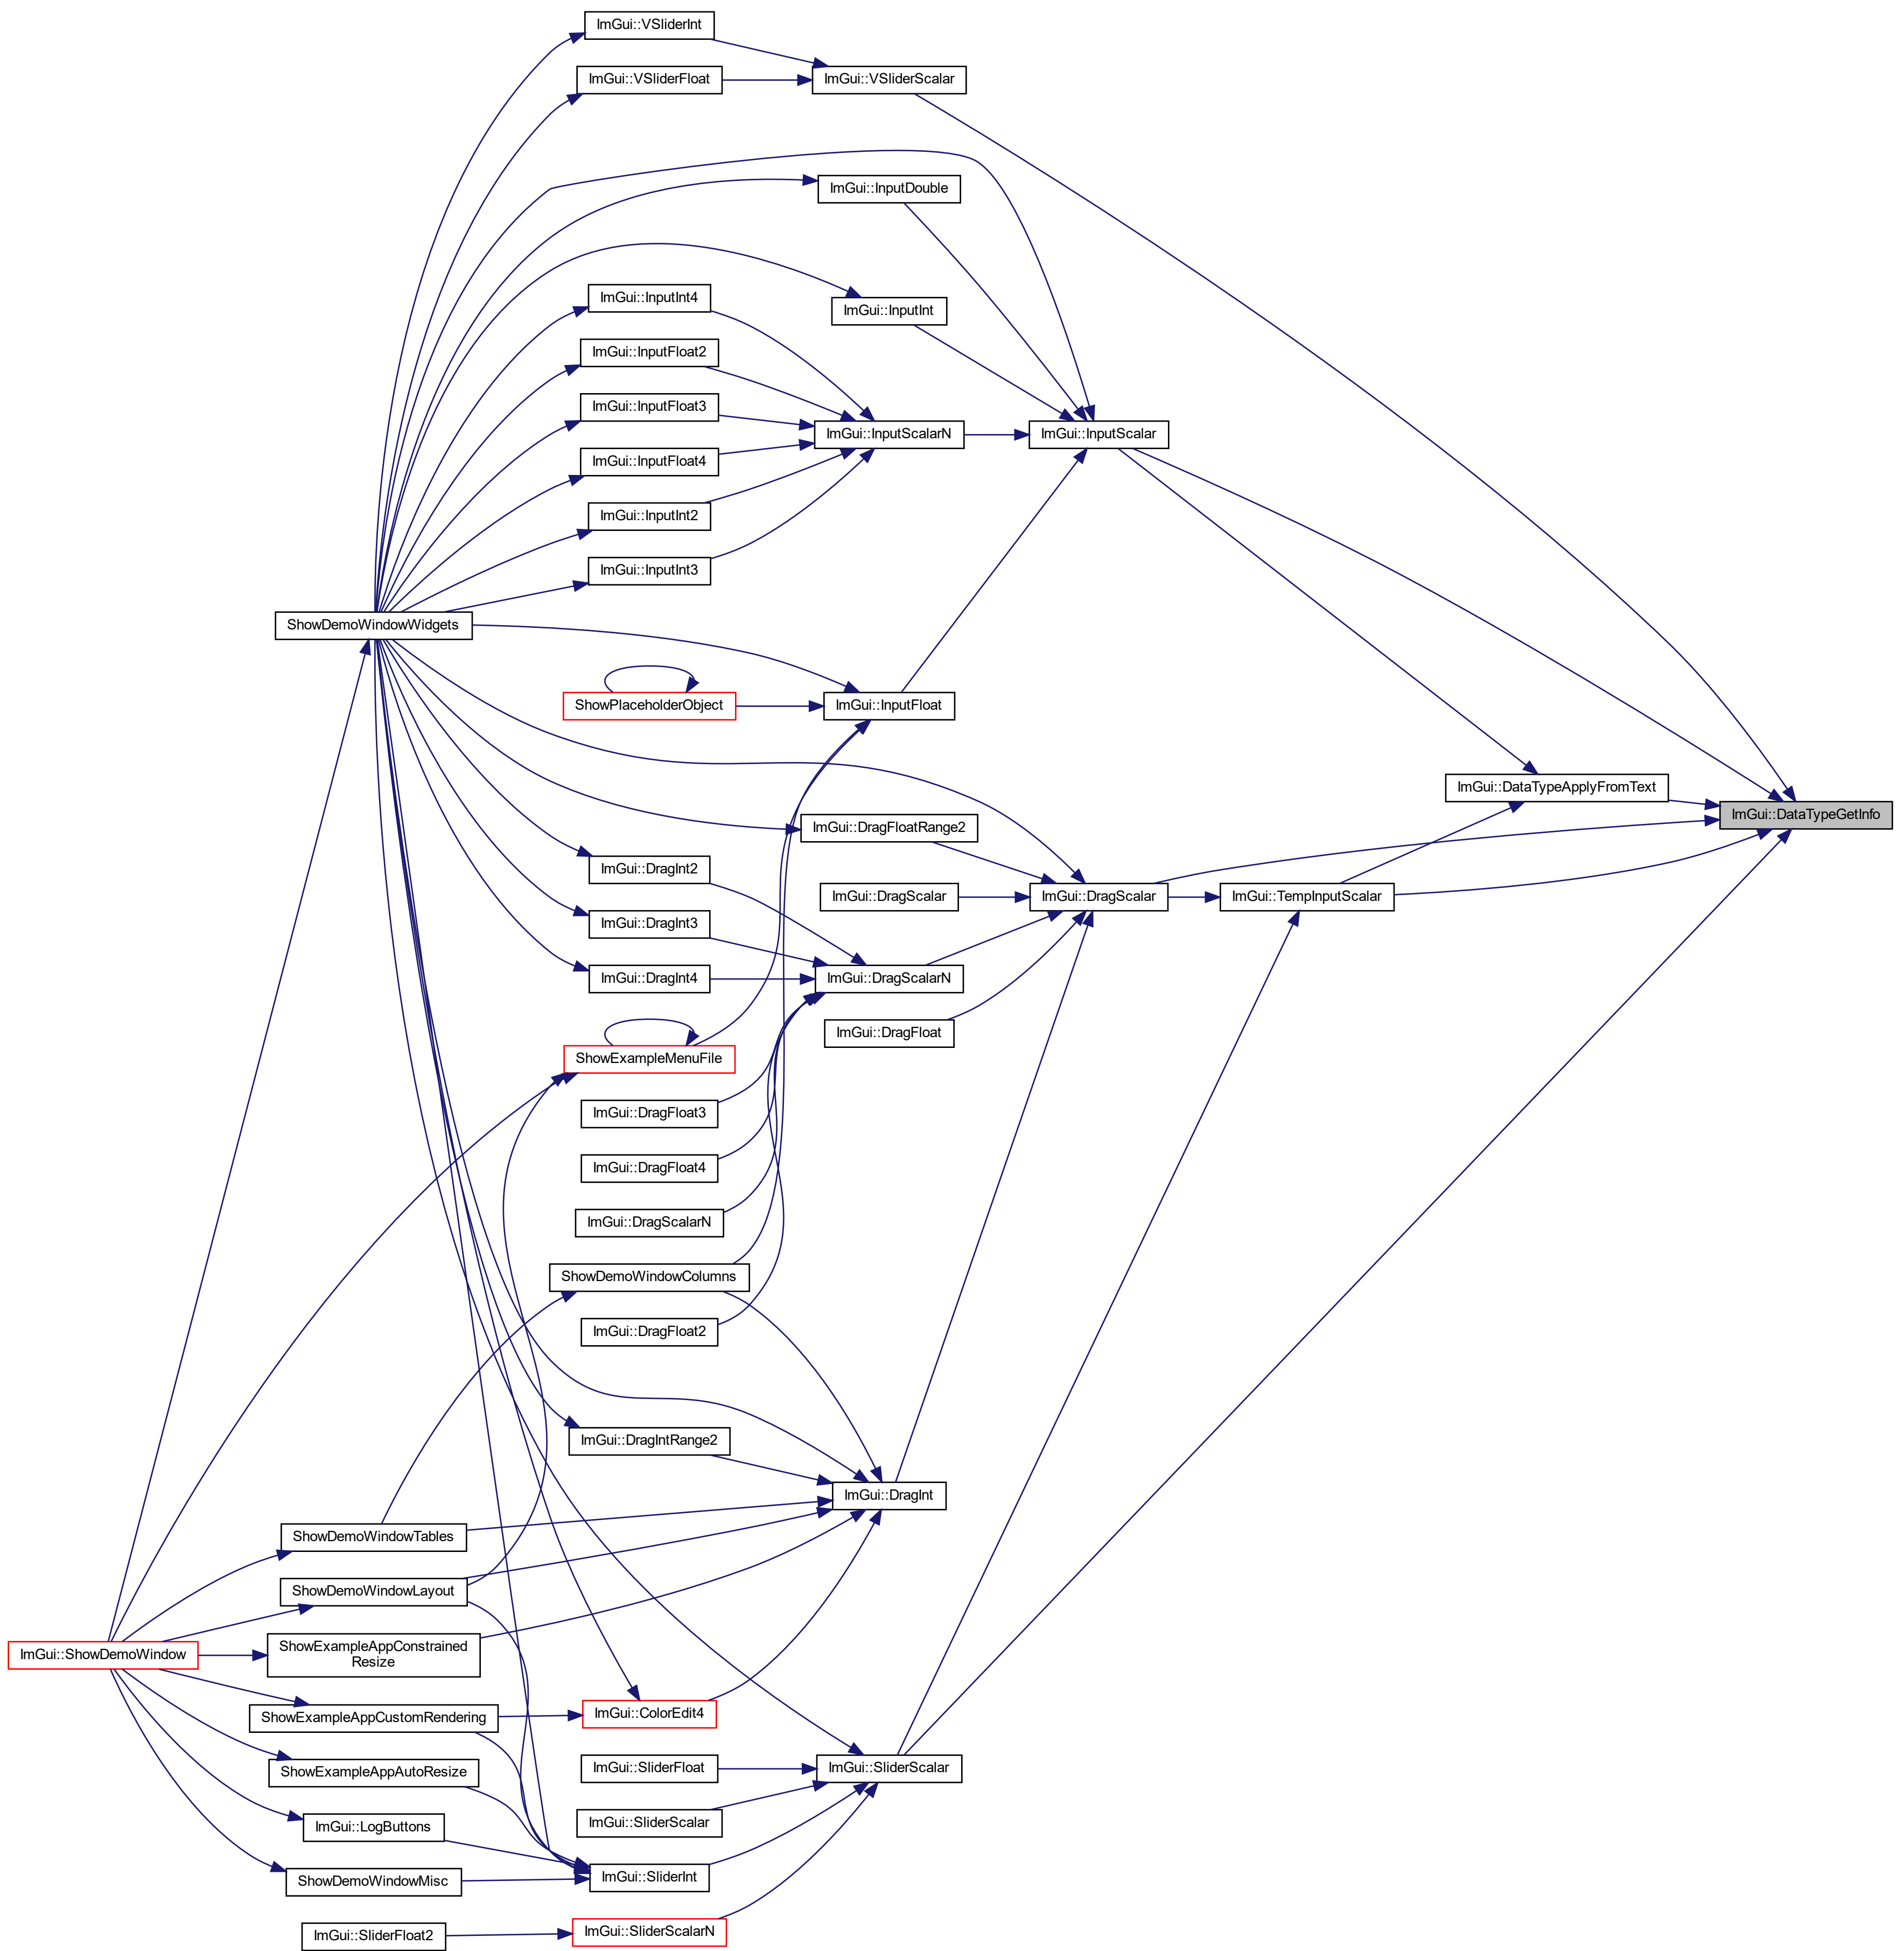 ImGui::VSliderInt
ImGui::VSliderFloat
ImGui::VSliderScalar
ImGui::InputDouble
ImGui::InputInt4
ImGui::InputInt
ImGui::InputFloat2
ImGui::InputFloat3
ImGui::InputScalarN
ImGui::InputScalar
ImGui::InputFloat4
ImGui::InputInt2
ImGui::InputInt3
ShowDemoWindowWidgets
ShowPlaceholderObject
ImGui::InputFloat
ImGui::DataTypeApplyFromText
ImGui::DataTypeGetInfo
ImGui::DragFloatRange2
ImGui::DragInt2
ImGui::DragScalar
ImGui::DragScalar
ImGui::TempInputScalar
ImGui::DragInt3
ImGui::DragInt4
ImGui::DragScalarN
ImGui::DragFloat
ShowExampleMenuFile
ImGui::DragFloat3
ImGui::DragFloat4
ImGui::DragScalarN
ShowDemoWindowColumns
ImGui::DragFloat2
ImGui::DragIntRange2
ImGui::DragInt
ShowDemoWindowTables
ShowDemoWindowLayout
ImGui::ShowDemoWindow
ShowExampleAppConstrained
Resize
ShowExampleAppCustomRendering
ImGui::ColorEdit4
ShowExampleAppAutoResize
ImGui::SliderFloat
ImGui::SliderScalar
ImGui::LogButtons
ImGui::SliderScalar
ShowDemoWindowMisc
ImGui::SliderInt
ImGui::SliderFloat2
ImGui::SliderScalarN